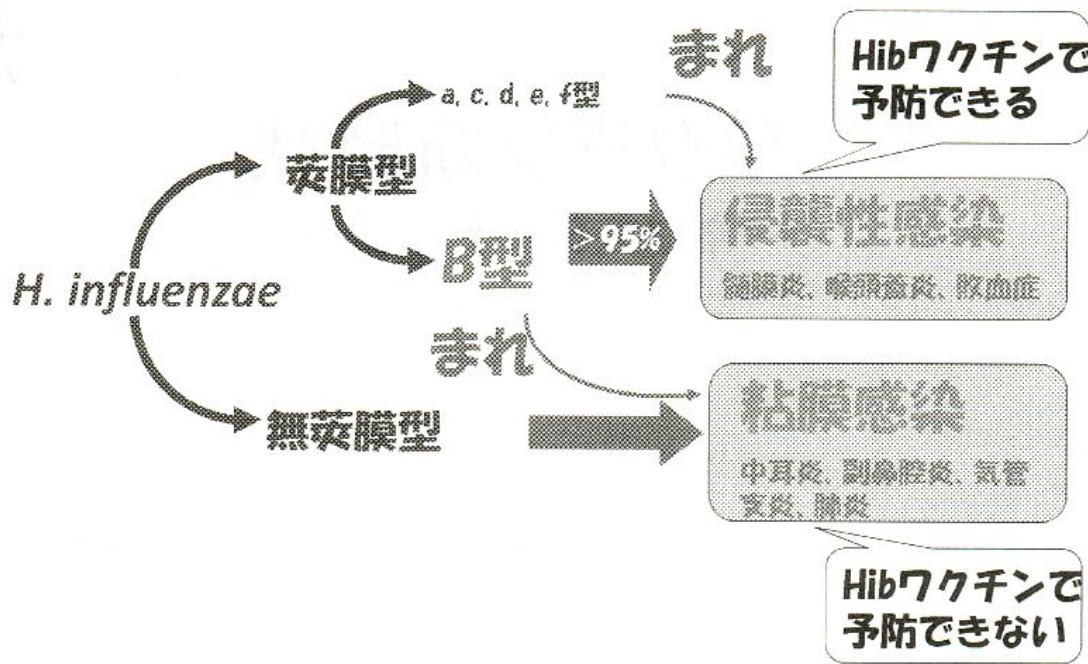 まれ
Hibワクチンで
予防できる
a, c, d, e, f型
莢膜型
侵襲性感染
髄膜炎、喉頭蓋炎、敗血症
B型
>95%
H. influenzae
まれ
粘膜感染
中耳炎、副鼻腔炎、気管
支炎、肺炎
無莢膜型
Hibワクチンで
予防できない